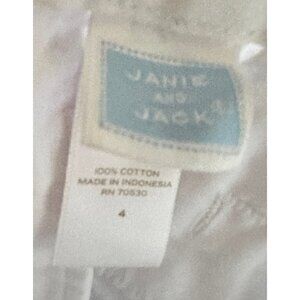 JANIE
AND
JACK
100% COTTON
MADE IN INDONESIA
RN 70530
4